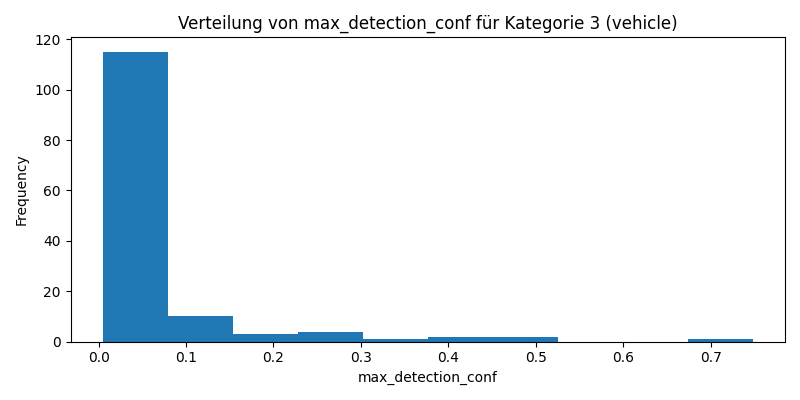 Verteilung von max_detection_conf für Kategorie 3 (vehicle)
120
100
80
60
40
20
0
Frequency
0.0 0.1 0.2 0.3 0.4 0.5 0.6 0.7
max_detection_conf